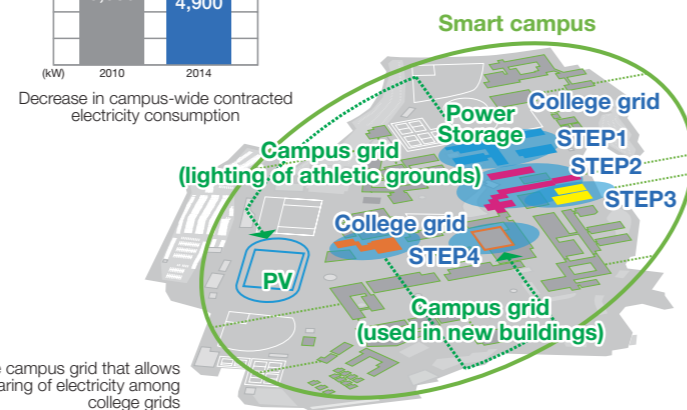 4,900
(kW) 2010 2014
Decrease in campus-wide contracted
electricity consumption
Smart campus
College grid
Power
Storage
STEP1
Campus grid
(lighting of athletic grounds)
STEP2
STEP3
College grid
STEP4
PV
Campus grid
(used in new buildings)
campus grid that allows
of electricity among
college grids